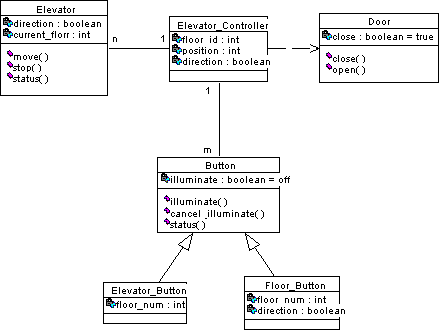 Elevator
direction : boolean
current_florr : int
move( )
stop( )
status( )
n
1
Elevator_Controller
floor_id : int
position : int
direction : boolean
Door
close : boolean = true
close( )
open( )
1
m
Button
illuminate : boolean = off
illuminate( )
cancel_illuminate( )
status( )
Elevator_Button
floor_num : int
Floor_Button
floor_num : int
direction : boolean